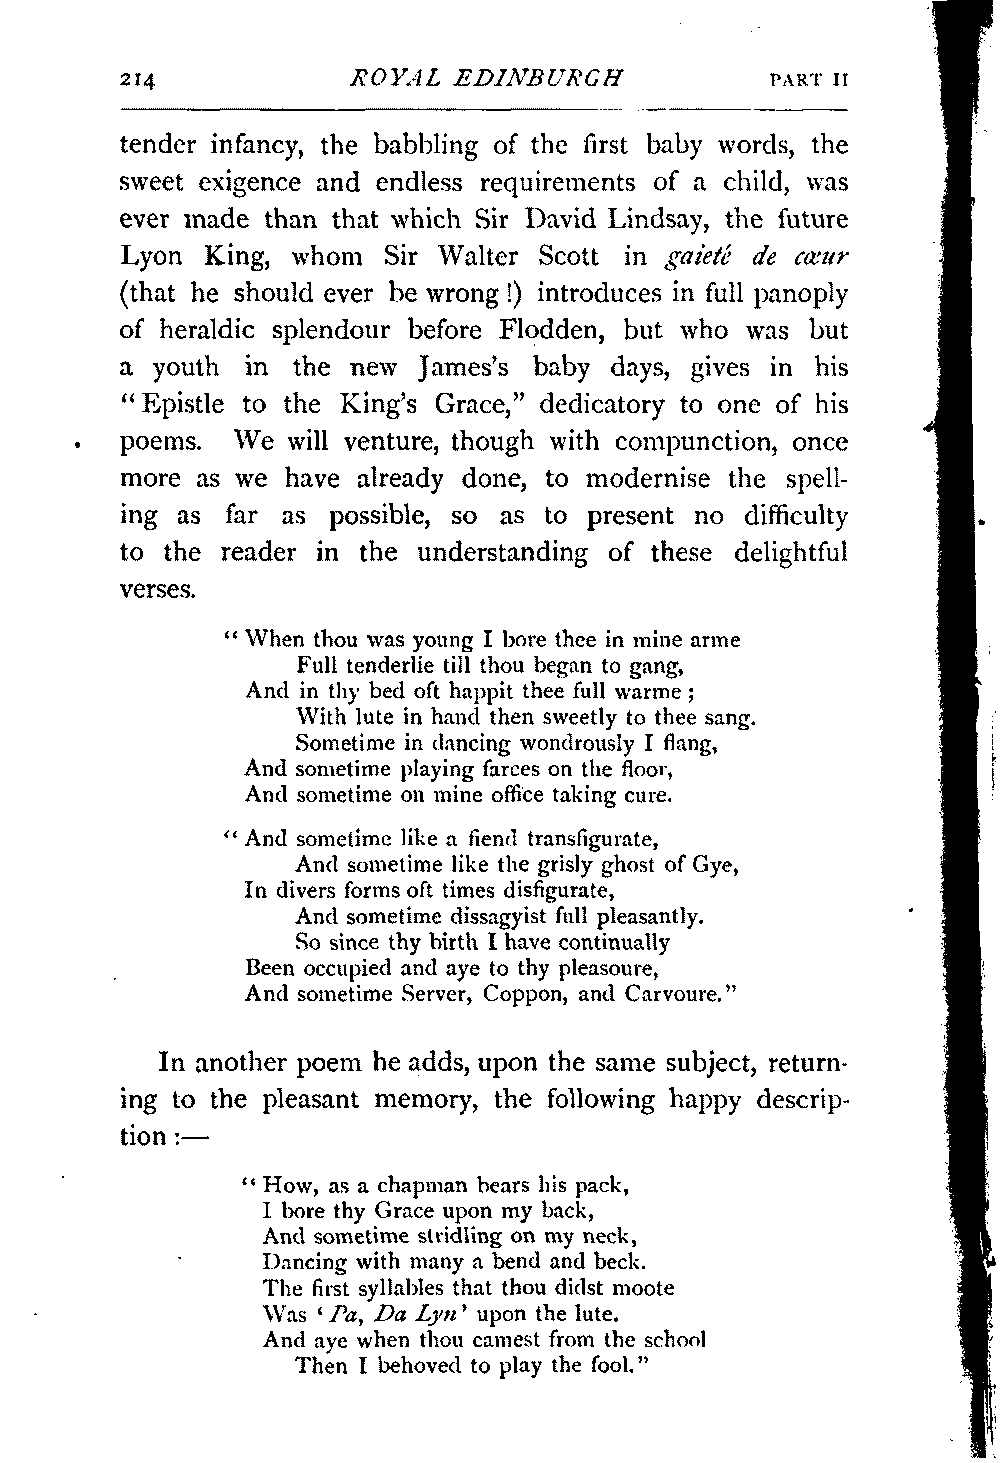 214 ROYAL EDINBURGH PART II
tender infancy, the babbling of the first baby words, the
sweet exigence and endless requirements of a child, was
ever made than that which Sir David Lindsay, the future
Lyon King, whom Sir Walter Scott in gaieté de cœur
(that he should ever be wrong!) introduces in full panoply
of heraldic splendour before Flodden, but who was but
a youth in the new James's baby days, gives in his
"Epistle to the King's Grace," dedicatory to one of his
poems. We will venture, though with compunction, once
more as we have already done, to modernise the spell-
ing as far as possible, so as to present no difficulty
to the reader in the understanding of these delightful
verses.
"When thou was young I bore thee in mine arme
Full tenderlie till thou began to gang,
And in thy bed oft happit thee full warme;
With lute in hand then sweetly to thee sang.
Sometime in dancing wondrously I flang,
And sometime playing farces on the floor,
And sometime on mine office taking cure.
"And sometime like a fiend transfigurate,
And sometime like the grisly ghost of Gye,
In divers forms oft times disfigurate,
And sometime dissagyist full pleasantly.
So since thy birth I have continually
Been occupied and aye to thy pleasoure,
And sometime Server, Coppon, and Carvoure."
In another poem he adds, upon the same subject, return-
ing to the pleasant memory, the following happy descrip-
tion:—
"How, as a chapman bears his pack,
I bore thy Grace upon my back,
And sometime stridling on my neck,
Dancing with many a bend and beck.
The first syllables that thou didst moote
Was 'Pa, Da Lyn' upon the lute.
And aye when thou camest from the school
Then I behoved to play the fool."